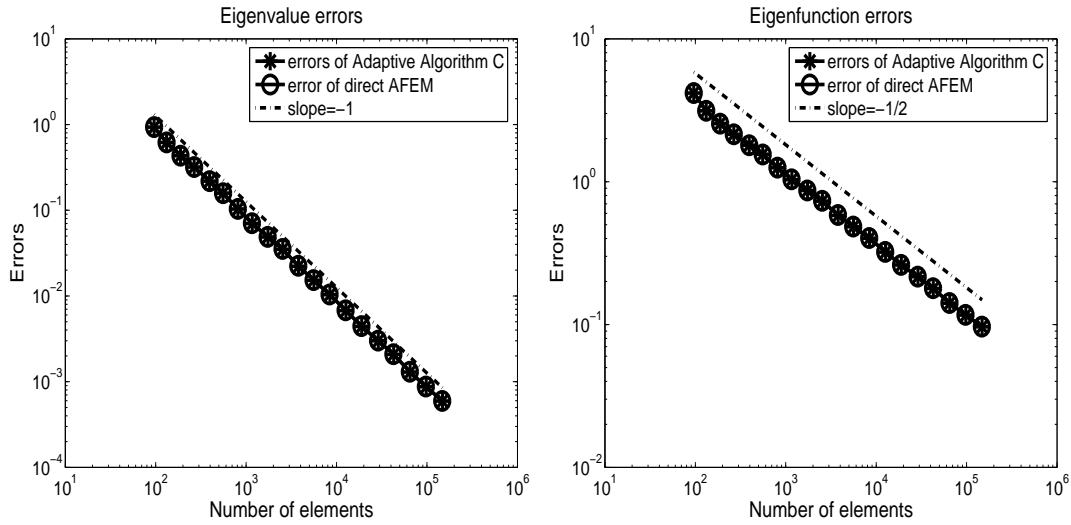 Eigenvalue errors
10^1
10^0
10^−1
10^−2
10^−3
10^−4
Errors
errors of Adaptive Algorithm C
error of direct AFEM
slope=−1
10^1
10^2
10^3
10^4
10^5
10^6
Number of elements
Eigenfunction errors
10^1
10^0
10^−1
10^−2
Errors
errors of Adaptive Algorithm C
error of direct AFEM
slope=−1/2
10^1
10^2
10^3
10^4
10^5
10^6
Number of elements